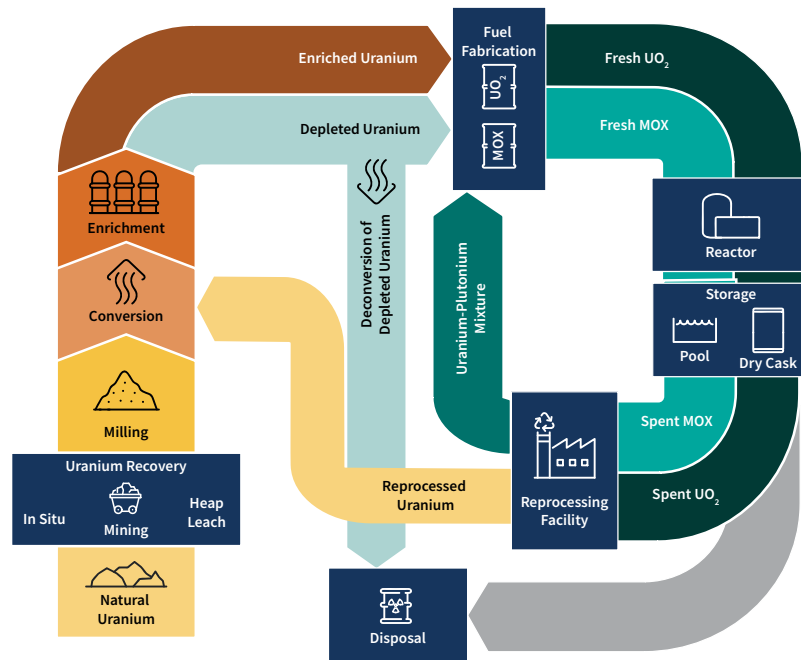 Fuel
Fabrication
UO₂
MOX
Enriched Uranium
Fresh UO₂
Depleted Uranium
Fresh MOX
Enrichment
Deconversion of
Depleted Uranium
Uranium-Plutonium
Mixture
Reactor
Conversion
Storage
Pool
Dry Cask
Milling
Spent MOX
Uranium Recovery
In Situ
Mining
Heap
Leach
Reprocessed
Uranium
Reprocessing
Facility
Spent UO₂
Natural
Uranium
Disposal